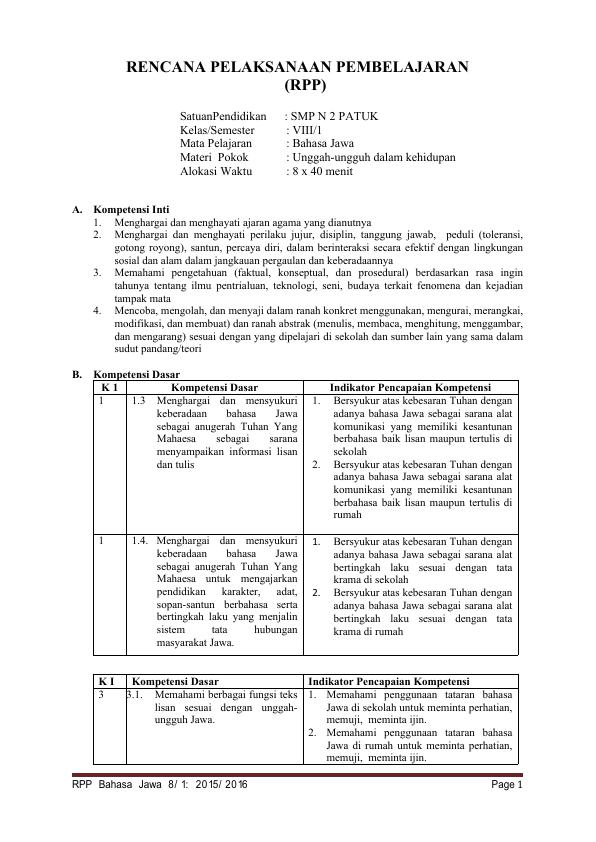 RENCANA PELAKSANAAN PEMBELAJARAN
(RPP)
SatuanPendidikan : SMP N 2 PATUK
Kelas/Semester : VIII/1
Mata Pelajaran : Bahasa Jawa
Materi Pokok : Unggah-ungguh dalam kehidupan
Alokasi Waktu : 8 x 40 menit
A. Kompetensi Inti
1. Menghargai dan menghayati ajaran agama yang dianutnya
2. Menghargai dan menghayati perilaku jujur, disiplin, tanggung jawab, peduli (toleransi,
gotong royong), santun, percaya diri, dalam berinteraksi secara efektif dengan lingkungan
sosial dan alam dalam jangkauan pergaulan dan keberadaannya
3. Memahami pengetahuan (faktual, konseptual, dan prosedural) berdasarkan rasa ingin
tahunya tentang ilmu pentrialuan, teknologi, seni, budaya terkait fenomena dan kejadian
tampak mata
4. Mencoba, mengolah, dan menyaji dalam ranah konkret menggunakan, mengurai, merangkai,
modifikasi, dan membuat) dan ranah abstrak (menulis, membaca, menghitung, menggambar,
dan mengarang) sesuai dengan yang dipelajari di sekolah dan sumber lain yang sama dalam
sudut pandang/teori
B. Kompetensi Dasar
K 1 Kompetensi Dasar Indikator Pencapaian Kompetensi
1 1.3 Menghargai dan mensyukuri
keberadaan bahasa Jawa
sebagai anugerah Tuhan Yang
Mahaesa sebagai sarana
menyampaikan informasi lisan
dan tulis
1. Bersyukur atas kebesaran Tuhan dengan
adanya bahasa Jawa sebagai sarana alat
komunikasi yang memiliki kesantunan
berbahasa baik lisan maupun tertulis di
sekolah
2. Bersyukur atas kebesaran Tuhan dengan
adanya bahasa Jawa sebagai sarana alat
komunikasi yang memiliki kesantunan
berbahasa baik lisan maupun tertulis di
rumah
1 1.4. Menghargai dan mensyukuri
keberadaan bahasa Jawa
sebagai anugerah Tuhan Yang
Mahaesa untuk mengajarkan
pendidikan karakter, adat,
sopan-santun berbahasa serta
bertingkah laku yang menjalin
sistem tata hubungan
masyarakat Jawa.
1. Bersyukur atas kebesaran Tuhan dengan
adanya bahasa Jawa sebagai sarana alat
bertingkah laku sesuai dengan tata
krama di sekolah
2. Bersyukur atas kebesaran Tuhan dengan
adanya bahasa Jawa sebagai sarana alat
bertingkah laku sesuai dengan tata
krama di rumah
K I Kompetensi Dasar Indikator Pencapaian Kompetensi
3 3.1. Memahami berbagai fungsi teks
lisan sesuai dengan unggah-
ungguh Jawa.
1. Memahami penggunaan tataran bahasa
Jawa di sekolah untuk meminta perhatian,
memuji, meminta ijin.
2. Memahami penggunaan tataran bahasa
Jawa di rumah untuk meminta perhatian,
memuji, meminta ijin.
RPP Bahasa Jawa 8/ 1: 2015/ 2016 Page 1